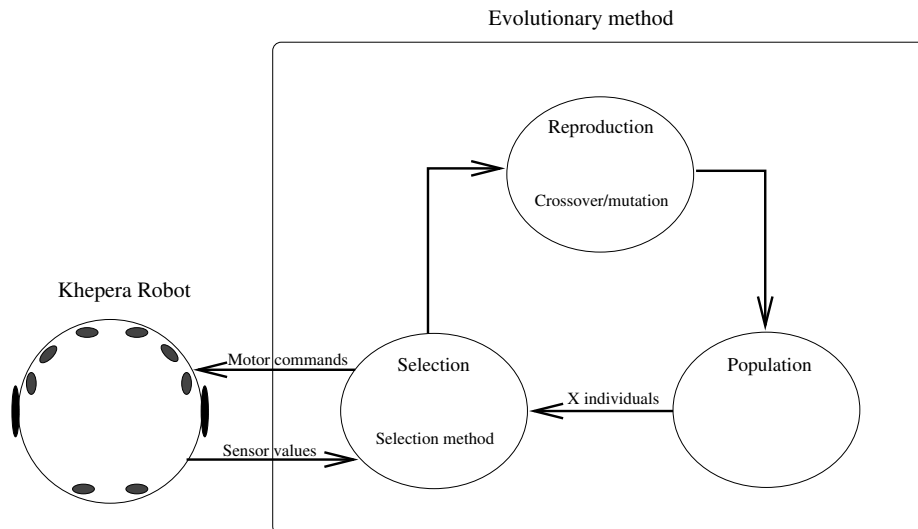 Evolutionary method
Reproduction
Crossover/mutation
Khepera Robot
Motor commands
Selection
Population
X individuals
Selection method
Sensor values